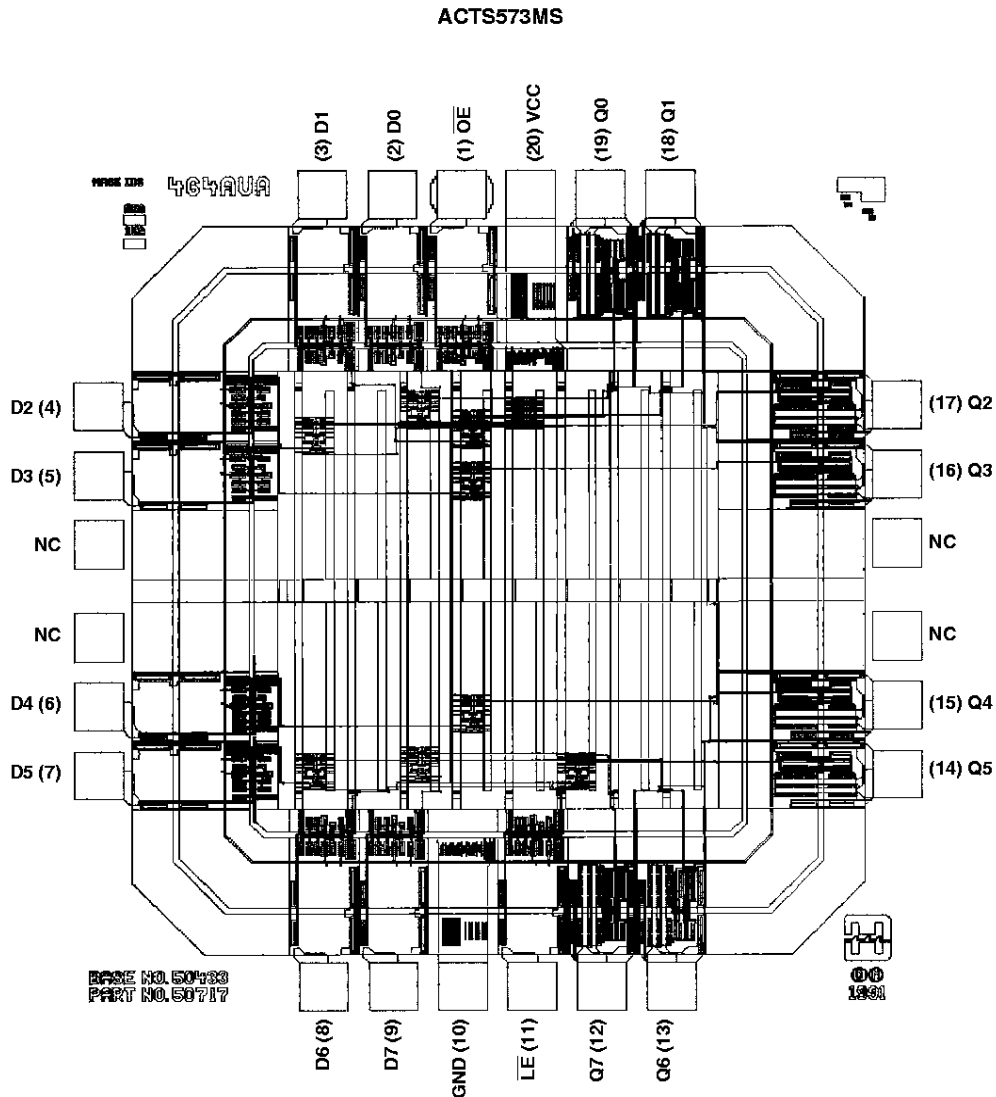 ACTS573MS
(3) D1
(2) D0
(1) OE
(20) VCC
(19) Q0
(18) Q1
MASK IDS
464AUA
D2 (4)
(17) Q2
D3 (5)
(16) Q3
NC
NC
NC
NC
D4 (6)
(15) Q4
D5 (7)
(14) Q5
BASE NO. 50433
PART NO. 50717
1991
D6 (8)
D7 (9)
GND (10)
LE (11)
Q7 (12)
Q6 (13)